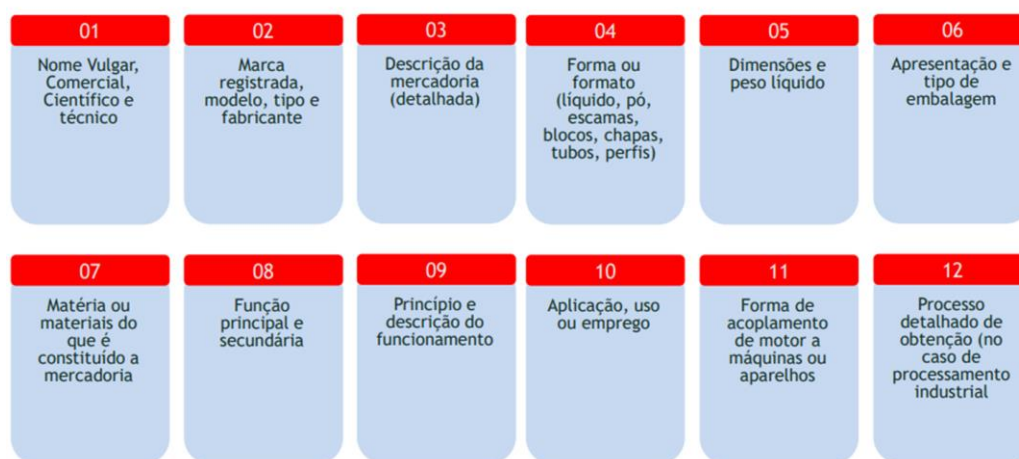 01
Nome Vulgar,
Comercial,
Científico e
técnico
02
Marca
registrada,
modelo, tipo e
fabricante
03
Descrição da
mercadoria
(detalhada)
04
Forma ou
formato
(líquido, pó,
escamas,
blocos, chapas,
tubos, perfis)
05
Dimensões e
peso líquido
06
Apresentação e
tipo de
embalagem
07
Matéria ou
materiais do
que é
constituído a
mercadoria
08
Função
principal e
secundária
09
Princípio e
descrição do
funcionamento
10
Aplicação, uso
ou emprego
11
Forma de
acoplamento
de motor a
máquinas ou
aparelhos
12
Processo
detalhado de
obtenção (no
caso de
processamento
industrial